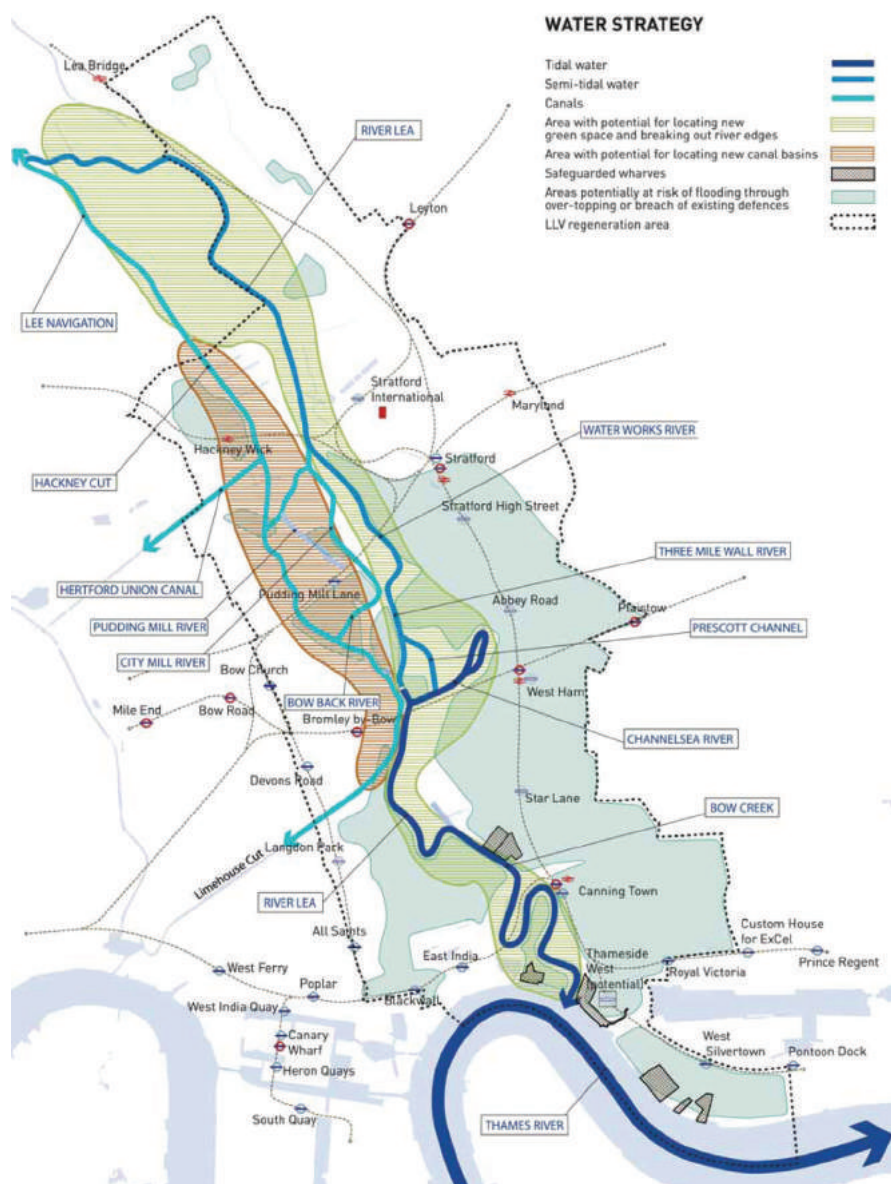 WATER STRATEGY
Tidal water
Semi-tidal water
Canals
Area with potential for locating new
green space and breaking out river edges
Area with potential for locating new canal basins
Safeguarded wharves
Areas potentially at risk of flooding through
over-topping or breach of existing defences
LLV regeneration area
Lea Bridge
RIVER LEA
Leyton
LEE NAVIGATION
Stratford
International
Maryland
WATER WORKS RIVER
Hackney Wick
Stratford
HACKNEY CUT
Stratford High Street
THREE MILE WALL RIVER
HERTFORD UNION CANAL
Pudding Mill Lane
Abbey Road
Plaistow
PUDDING MILL RIVER
PRESCOTT CHANNEL
CITY MILL RIVER
Bow Church
BOW BACK RIVER
West Ham
Mile End
Bow Road
Bromley by-Bow
CHANNELSEA RIVER
Devons Road
Star Lane
BOW CREEK
Langdon Park
Limehouse Cut
RIVER LEA
Canning Town
All Saints
Custom House
for ExCel
East India
Thameside
West
(potential)
Prince Regent
West Ferry
Royal Victoria
Poplar
Blackwall
West India Quay
Canary
Wharf
West
Silvertown
Pontoon Dock
Heron Quays
South Quay
THAMES RIVER